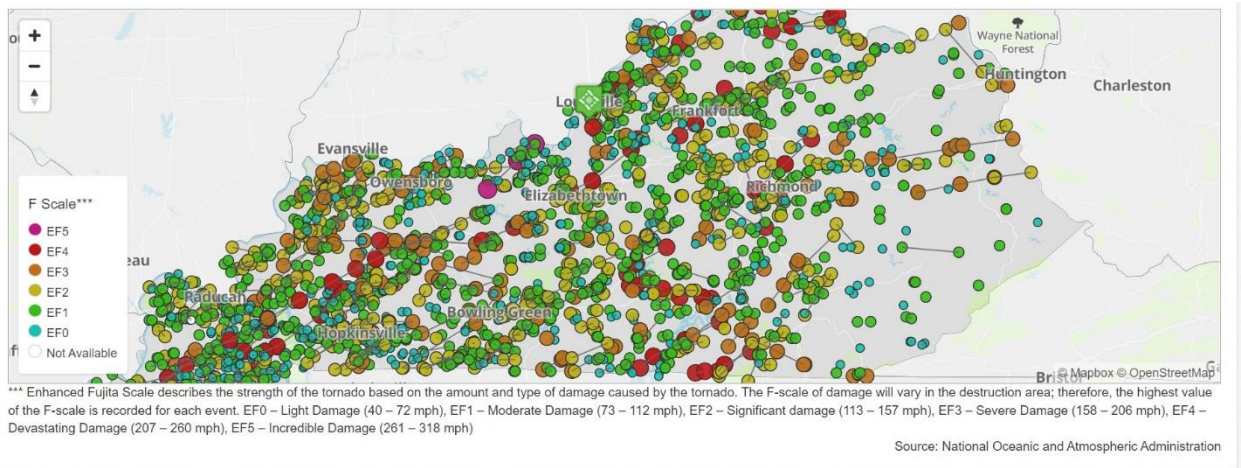 Wayne National
Forest
Huntington
Charleston
Louisville
Frankfort
Evansville
Owensboro
Elizabethtown
Richmond
F Scale***
EF5
EF4
EF3
EF2
EF1
EF0
Not Available
eau
Paducah
Bowling Green
Hopkinsville
Bristol
© Mapbox © OpenStreetMap
*** Enhanced Fujita Scale describes the strength of the tornado based on the amount and type of damage caused by the tornado. The F-scale of damage will vary in the destruction area; therefore, the highest value
of the F-scale is recorded for each event. EF0 – Light Damage (40 – 72 mph), EF1 – Moderate Damage (73 – 112 mph), EF2 – Significant damage (113 – 157 mph), EF3 – Severe Damage (158 – 206 mph), EF4 –
Devastating Damage (207 – 260 mph), EF5 – Incredible Damage (261 – 318 mph)
Source: National Oceanic and Atmospheric Administration